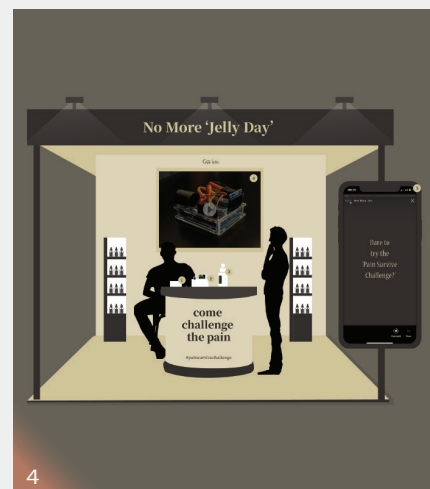 No More ‘Jelly Day’
Dare to
try the
‘Pain Survive
Challenge?’
come
challenge
the pain
4